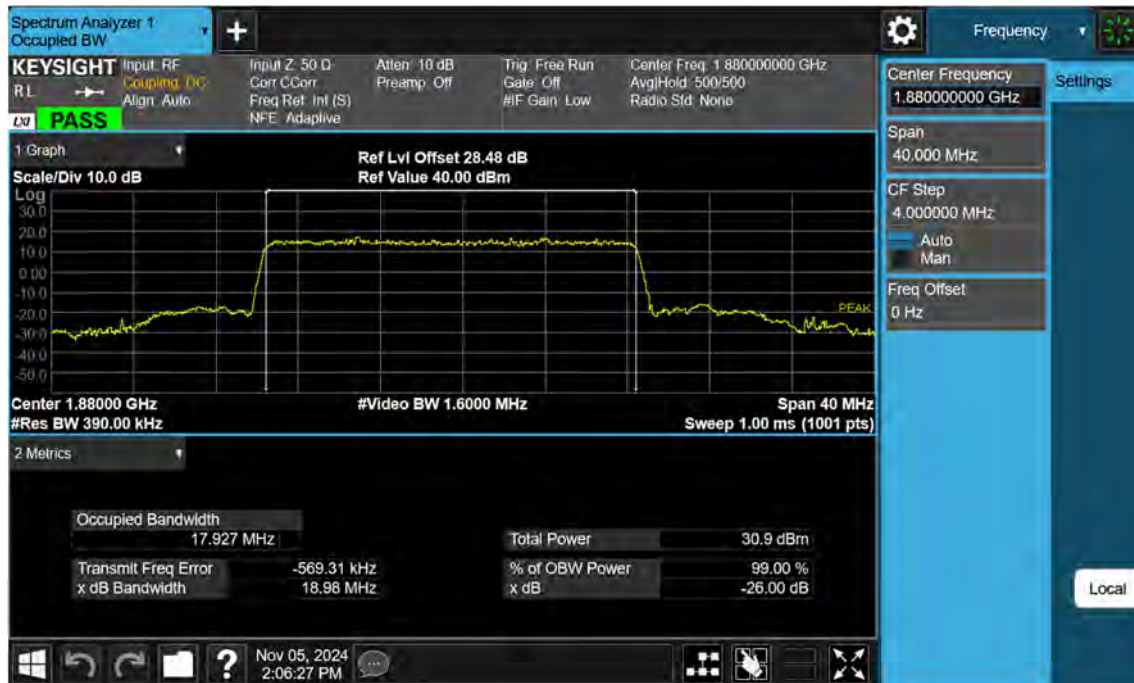 Spectrum Analyzer 1
Occupied BW
+
Frequency
KEYSIGHT
RL
LXI PASS
Input: RF
Coupling: DC
Align: Auto
Input Z: 50 Ω
Corr CCorr
Freq Ref: Int (S)
NFE: Adaptive
Atten: 10 dB
Preamp: Off
Trig: Free Run
Gate: Off
#IF Gain: Low
Center Freq: 1.880000000 GHz
Avg|Hold: 500/500
Radio Std: None
1 Graph
Scale/Div 10.0 dB
Ref Lvl Offset 28.48 dB
Ref Value 40.00 dBm
Log
30.0
20.0
10.0
0.00
-10.0
-20.0
-30.0
-40.0
-50.0
PEAK
Center 1.88000 GHz
#Video BW 1.6000 MHz
Span 40 MHz
#Res BW 390.00 kHz
Sweep 1.00 ms (1001 pts)
2 Metrics
Occupied Bandwidth
17.927 MHz
Transmit Freq Error -569.31 kHz
x dB Bandwidth 18.98 MHz
Total Power 30.9 dBm
% of OBW Power 99.00 %
x dB -26.00 dB
Center Frequency
1.880000000 GHz
Span
40.000 MHz
CF Step
4.000000 MHz
Auto
Man
Freq Offset
0 Hz
Settings
Local
?
Nov 05, 2024
2:06:27 PM